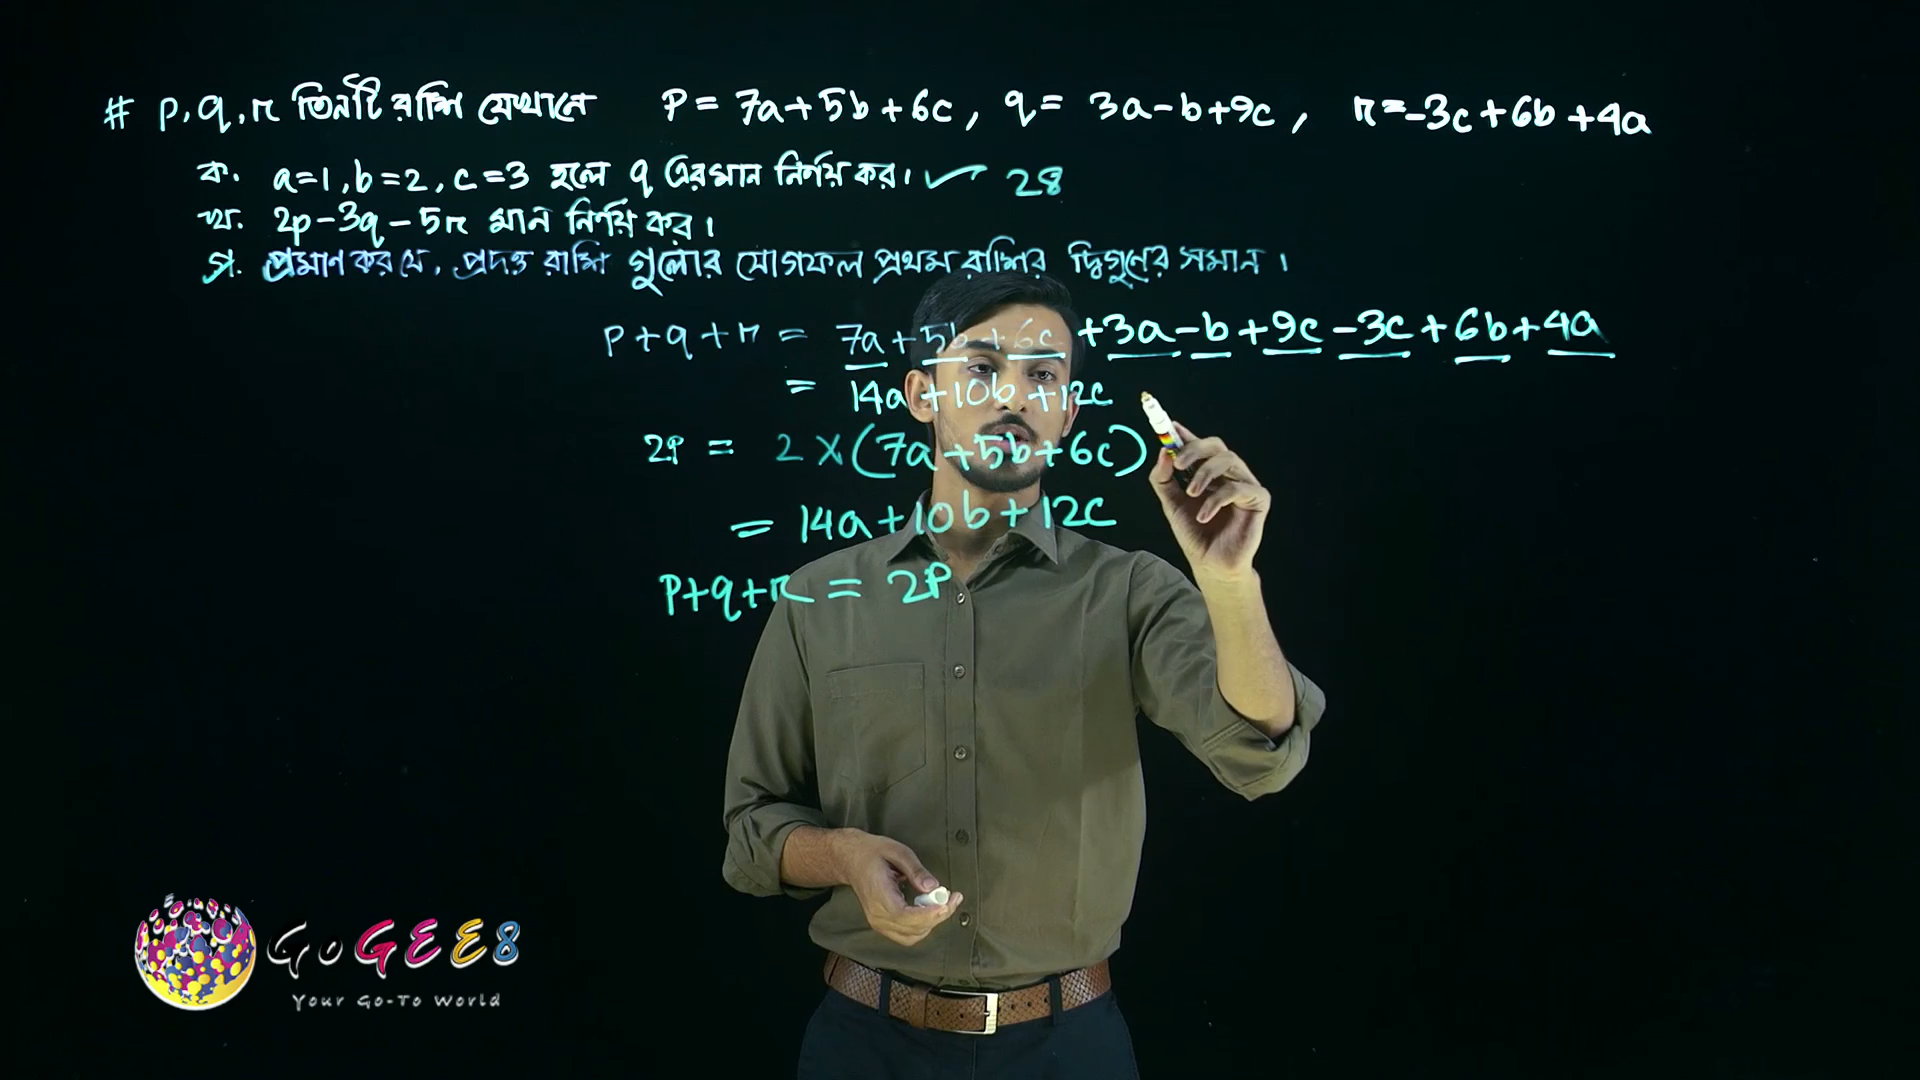 # p, q, r তিনটি রাশি যেখানে P = 7a+5b+6c, q = 3a-b+9c, r = -3c+6b+4a
ক. a=1, b=2, c=3 হলে q এর মান নির্ণয় কর। ✓ 28
খ. 2p-3q-5r মান নির্ণয় কর।
গ. প্রমাণ কর যে, প্রদত্ত রাশি গুলোর যোগফল প্রথম রাশির দ্বিগুনের সমান।
p+q+r = 7a+5b+6c+3a-b+9c-3c+6b+4a
= 14a+10b+12c
2P = 2×(7a+5b+6c)
= 14a+10b+12c
P+q+r = 2P
GoGEE8
Your Go-To World